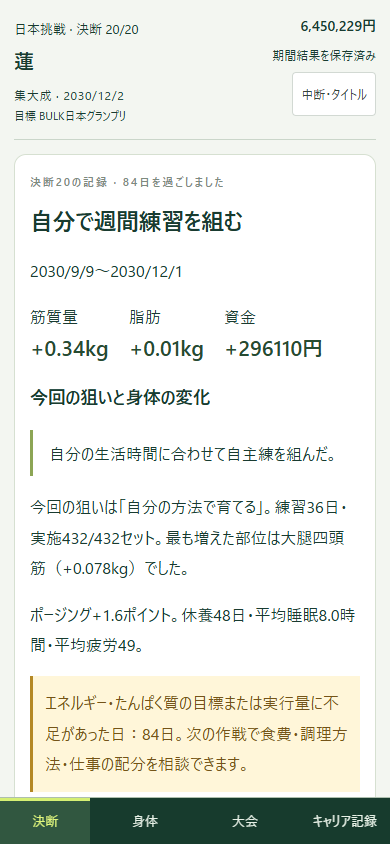 日本挑戦・決断 20/20
6,450,229円
蓮
期間結果を保存済み
集大成・2030/12/2
目標 BULK日本グランプリ
中断・タイトル
決断20の記録・84日を過ごしました
自分で週間練習を組む
2030/9/9～2030/12/1
筋質量
脂肪
資金
+0.34kg
+0.01kg
+296110円
今回の狙いと身体の変化
自分の生活時間に合わせて自主練を組んだ。
今回の狙いは「自分の方法で育てる」。練習36日・
実施432/432セット。最も増えた部位は大腿四頭
筋（+0.078kg）でした。
ポージング+1.6ポイント。休養48日・平均睡眠8.0時
間・平均疲労49。
エネルギー・たんぱく質の目標または実行量に不
足があった日：84日。次の作戦で食費・調理方
法・仕事の配分を相談できます。
決断
身体
大会
キャリア記録